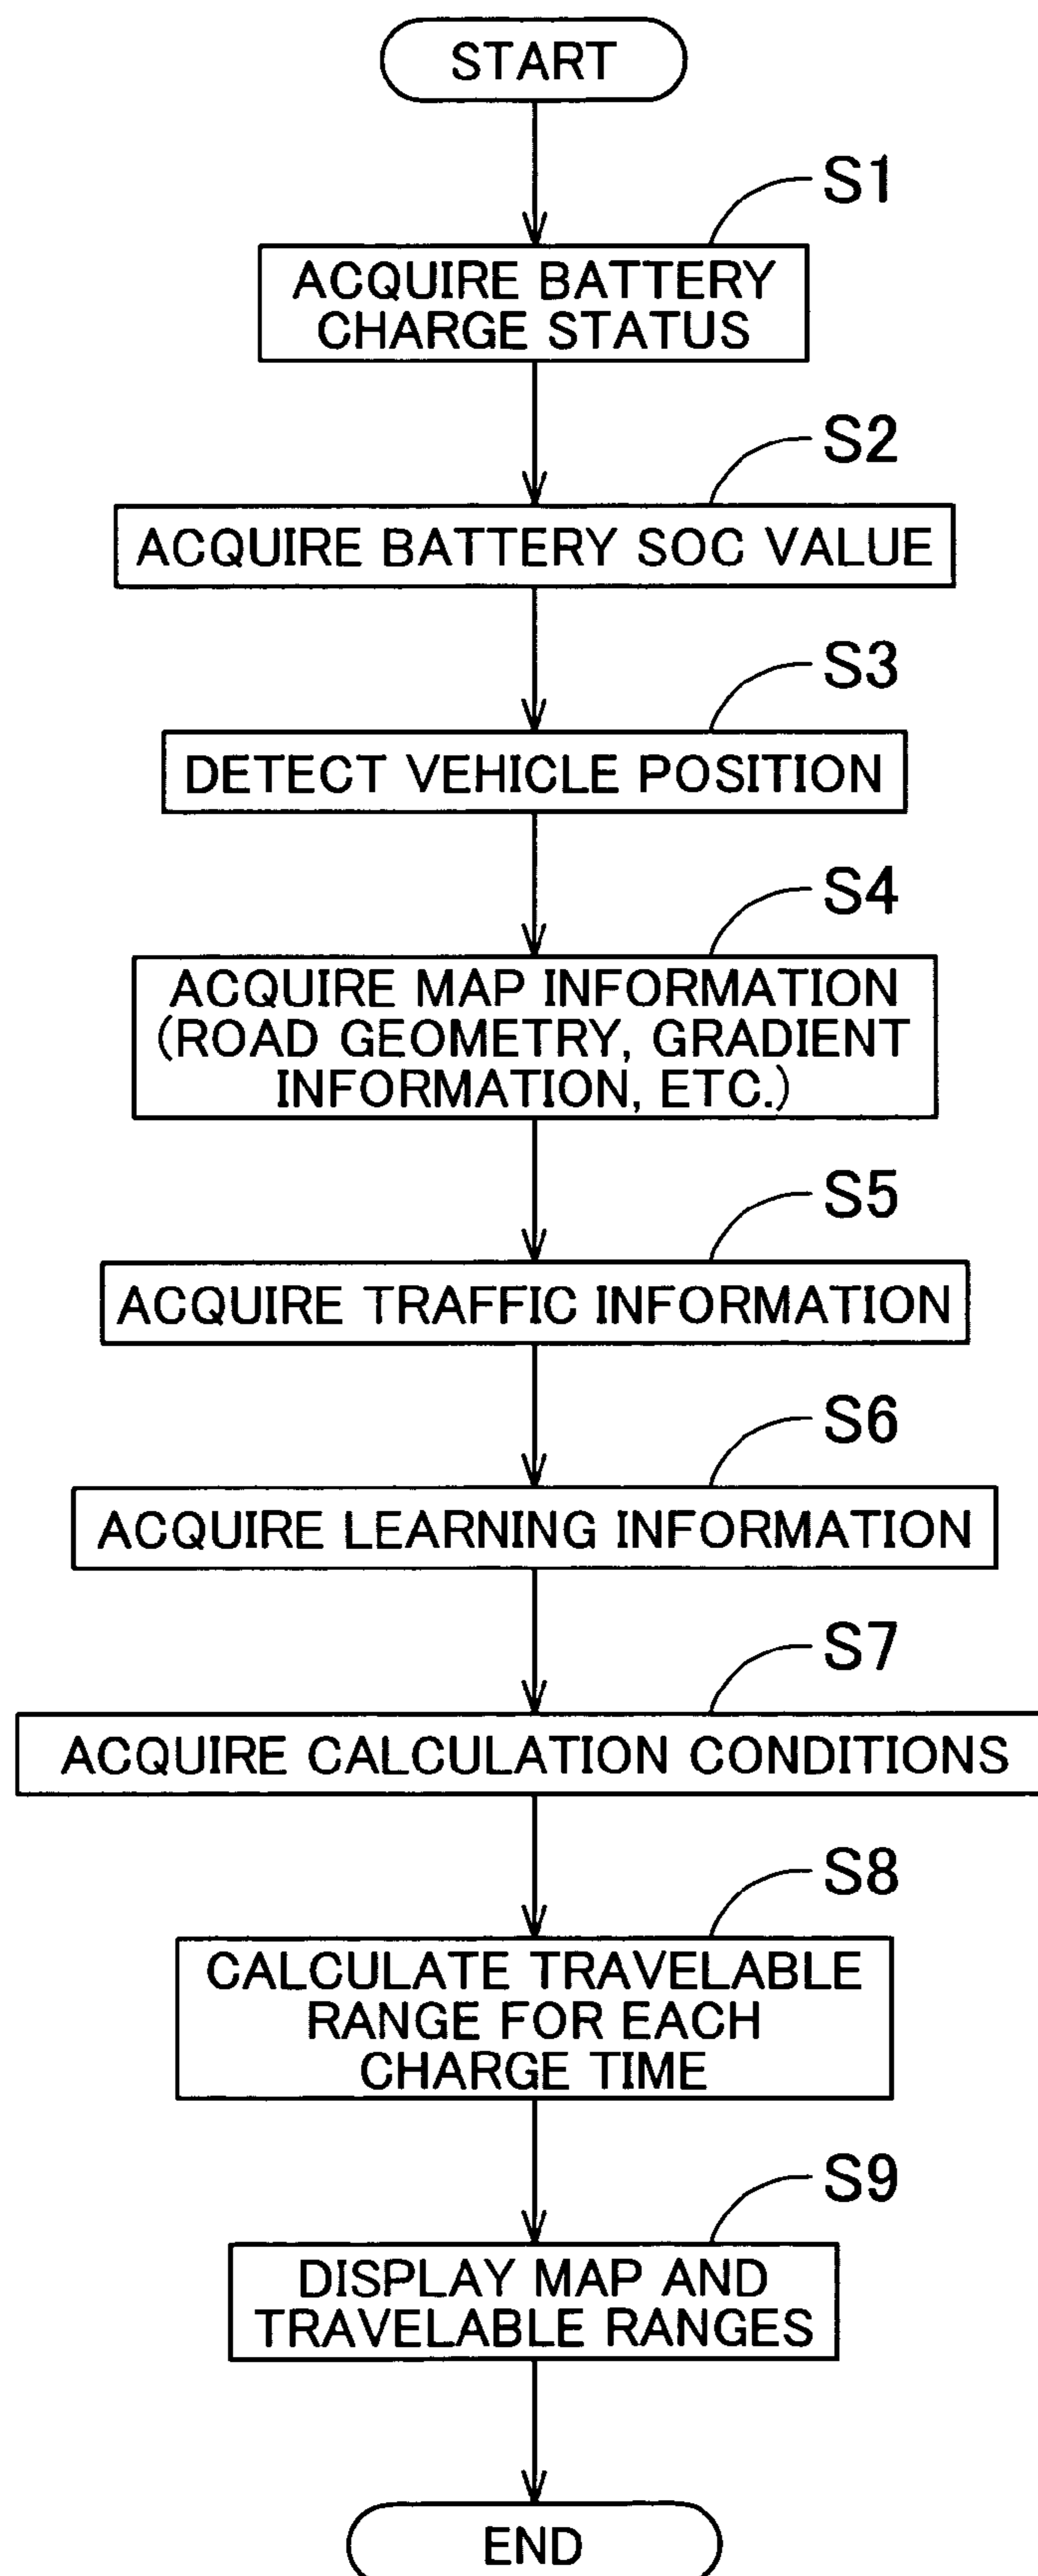 START
S1
ACQUIRE BATTERY
CHARGE STATUS
S2
ACQUIRE BATTERY SOC VALUE
S3
DETECT VEHICLE POSITION
S4
ACQUIRE MAP INFORMATION
(ROAD GEOMETRY, GRADIENT
INFORMATION, ETC.)
S5
ACQUIRE TRAFFIC INFORMATION
S6
ACQUIRE LEARNING INFORMATION
S7
ACQUIRE CALCULATION CONDITIONS
S8
CALCULATE TRAVELABLE
RANGE FOR EACH
CHARGE TIME
S9
DISPLAY MAP AND
TRAVELABLE RANGES
END